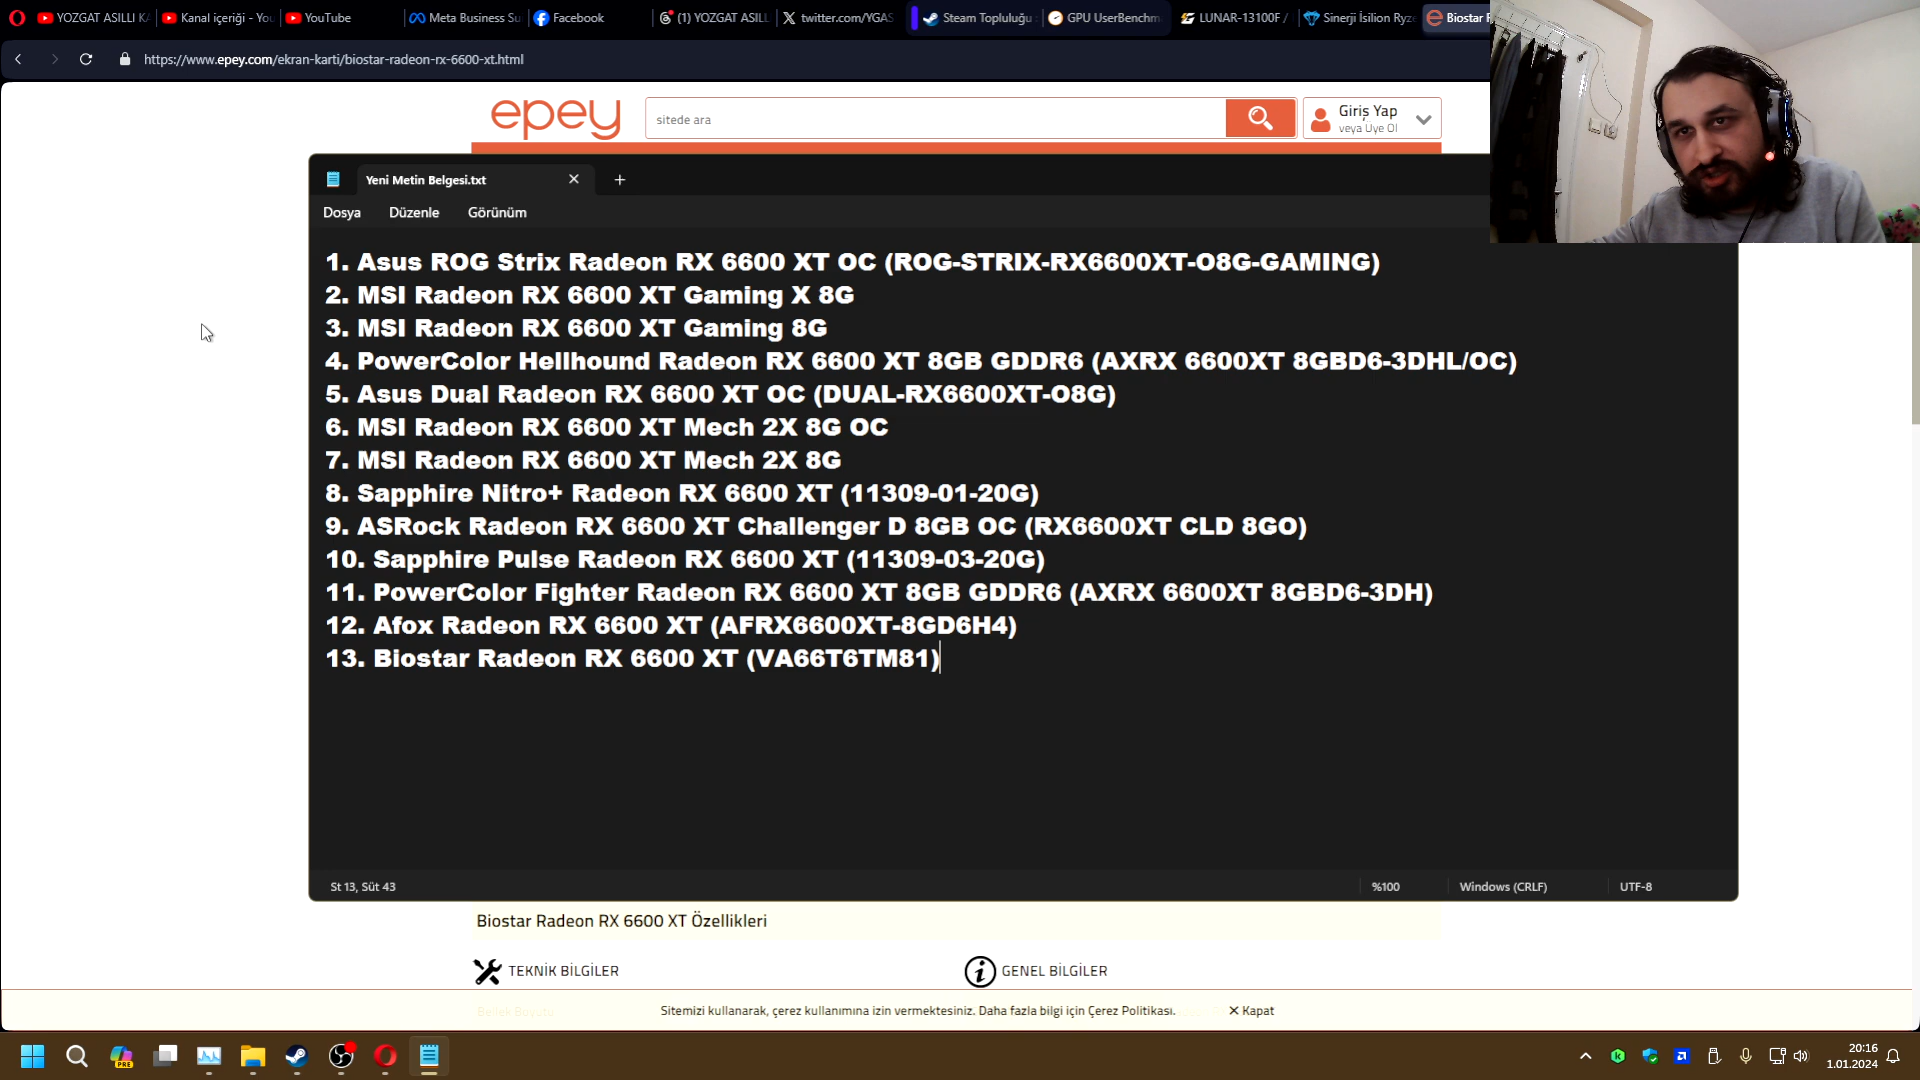 YOZGAT ASILLI KA
Kanal içeriği - You
YouTube
Meta Business Su
Facebook
(1) YOZGAT ASILL
twitter.com/YGAS
Steam Topluluğu
GPU UserBenchm
LUNAR-13100F /
Sinerji İsilion Ryze
Biostar R
https://www.epey.com/ekran-karti/biostar-radeon-rx-6600-xt.html
epey
sitede ara
Giriş Yap
veya Üye Ol
Yeni Metin Belgesi.txt
Dosya Düzenle Görünüm
1. Asus ROG Strix Radeon RX 6600 XT OC (ROG-STRIX-RX6600XT-O8G-GAMING)
2. MSI Radeon RX 6600 XT Gaming X 8G
3. MSI Radeon RX 6600 XT Gaming 8G
4. PowerColor Hellhound Radeon RX 6600 XT 8GB GDDR6 (AXRX 6600XT 8GBD6-3DHL/OC)
5. Asus Dual Radeon RX 6600 XT OC (DUAL-RX6600XT-O8G)
6. MSI Radeon RX 6600 XT Mech 2X 8G OC
7. MSI Radeon RX 6600 XT Mech 2X 8G
8. Sapphire Nitro+ Radeon RX 6600 XT (11309-01-20G)
9. ASRock Radeon RX 6600 XT Challenger D 8GB OC (RX6600XT CLD 8GO)
10. Sapphire Pulse Radeon RX 6600 XT (11309-03-20G)
11. PowerColor Fighter Radeon RX 6600 XT 8GB GDDR6 (AXRX 6600XT 8GBD6-3DH)
12. Afox Radeon RX 6600 XT (AFRX6600XT-8GD6H4)
13. Biostar Radeon RX 6600 XT (VA66T6TM81)
St 13, Süt 43
%100
Windows (CRLF)
UTF-8
Biostar Radeon RX 6600 XT Özellikleri
TEKNİK BİLGİLER
GENEL BİLGİLER
Bellek Boyutu
Sitemizi kullanarak, çerez kullanımına izin vermektesiniz. Daha fazla bilgi için Çerez Politikası.
Kapat
PRE
20:16
1.01.2024